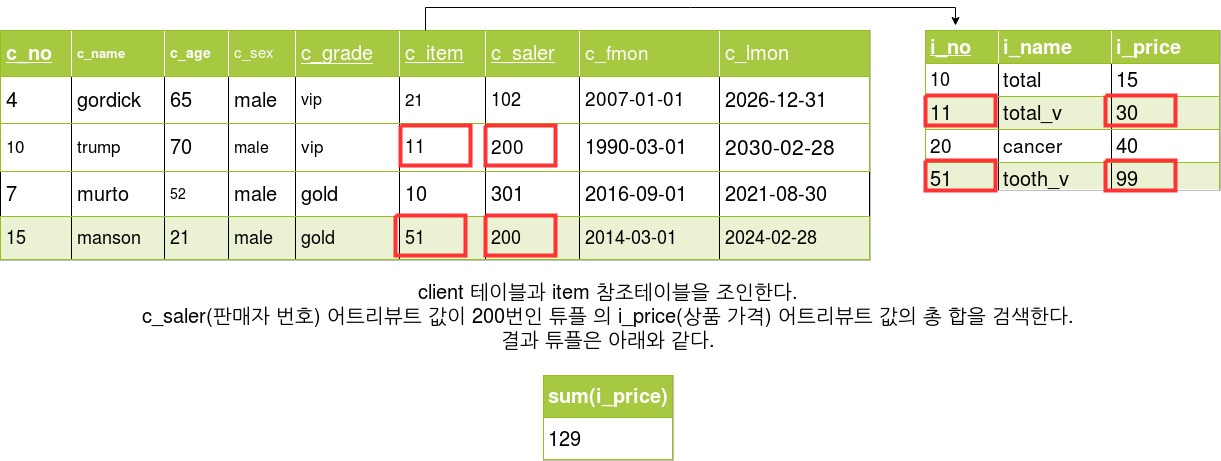 c_no c_name c_age c_sex c_grade c_item c_saler c_fmon c_lmon
4 gordick 65 male vip 21 102 2007-01-01 2026-12-31
10 trump 70 male vip 11 200 1990-03-01 2030-02-28
7 murto 52 male gold 10 301 2016-09-01 2021-08-30
15 manson 21 male gold 51 200 2014-03-01 2024-02-28
i_no i_name i_price
10 total 15
11 total_v 30
20 cancer 40
51 tooth_v 99
client 테이블과 item 참조테이블을 조인한다.
c_saler(판매자 번호) 어트리뷰트 값이 200번인 튜플 의 i_price(상품 가격) 어트리뷰트 값의 총 합을 검색한다.
결과 튜플은 아래와 같다.
sum(i_price)
129